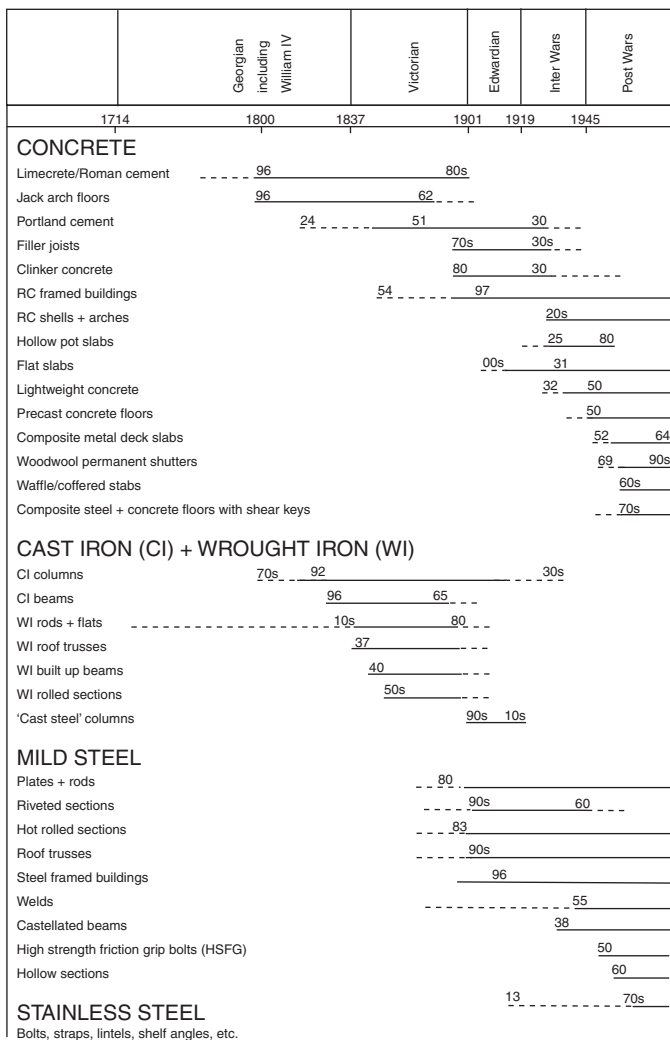 Georgian
including
William IV
Victorian
Edwardian
Inter Wars
Post Wars
1714 1800 1837 1901 1919 1945
CONCRETE
Limecrete/Roman cement 96 80s
Jack arch floors 96 62
Portland cement 24 51 30
Filler joists 70s 30s
Clinker concrete 80 30
RC framed buildings 54 97
RC shells + arches 20s
Hollow pot slabs 25 80
Flat slabs 00s 31
Lightweight concrete 32 50
Precast concrete floors 50
Composite metal deck slabs 52 64
Woodwool permanent shutters 69 90s
Waffle/coffered stabs 60s
Composite steel + concrete floors with shear keys 70s
CAST IRON (CI) + WROUGHT IRON (WI)
CI columns 70s 92 30s
CI beams 96 65
WI rods + flats 10s 80
WI roof trusses 37
WI built up beams 40
WI rolled sections 50s
‘Cast steel’ columns 90s 10s
MILD STEEL
Plates + rods 80
Riveted sections 90s 60
Hot rolled sections 83
Roof trusses 90s
Steel framed buildings 96
Welds 55
Castellated beams 38
High strength friction grip bolts (HSFG) 50
Hollow sections 60
STAINLESS STEEL 13 70s
Bolts, straps, lintels, shelf angles, etc.